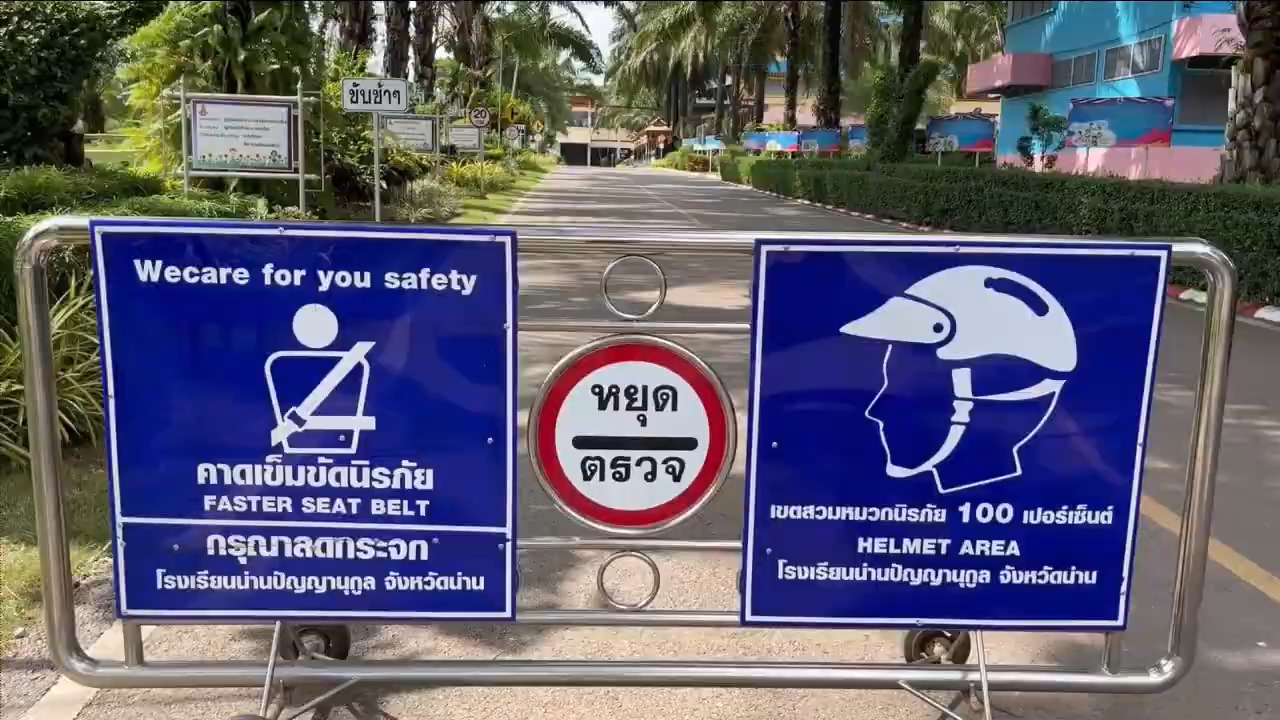 ขับช้าๆ
20
Wecare for you safety
คาดเข็มขัดนิรภัย
FASTER SEAT BELT
กรุณาลดกระจก
โรงเรียนน่านปัญญานุกูล จังหวัดน่าน
หยุด
ตรวจ
เขตสวมหมวกนิรภัย 100 เปอร์เซ็นต์
HELMET AREA
โรงเรียนน่านปัญญานุกูล จังหวัดน่าน